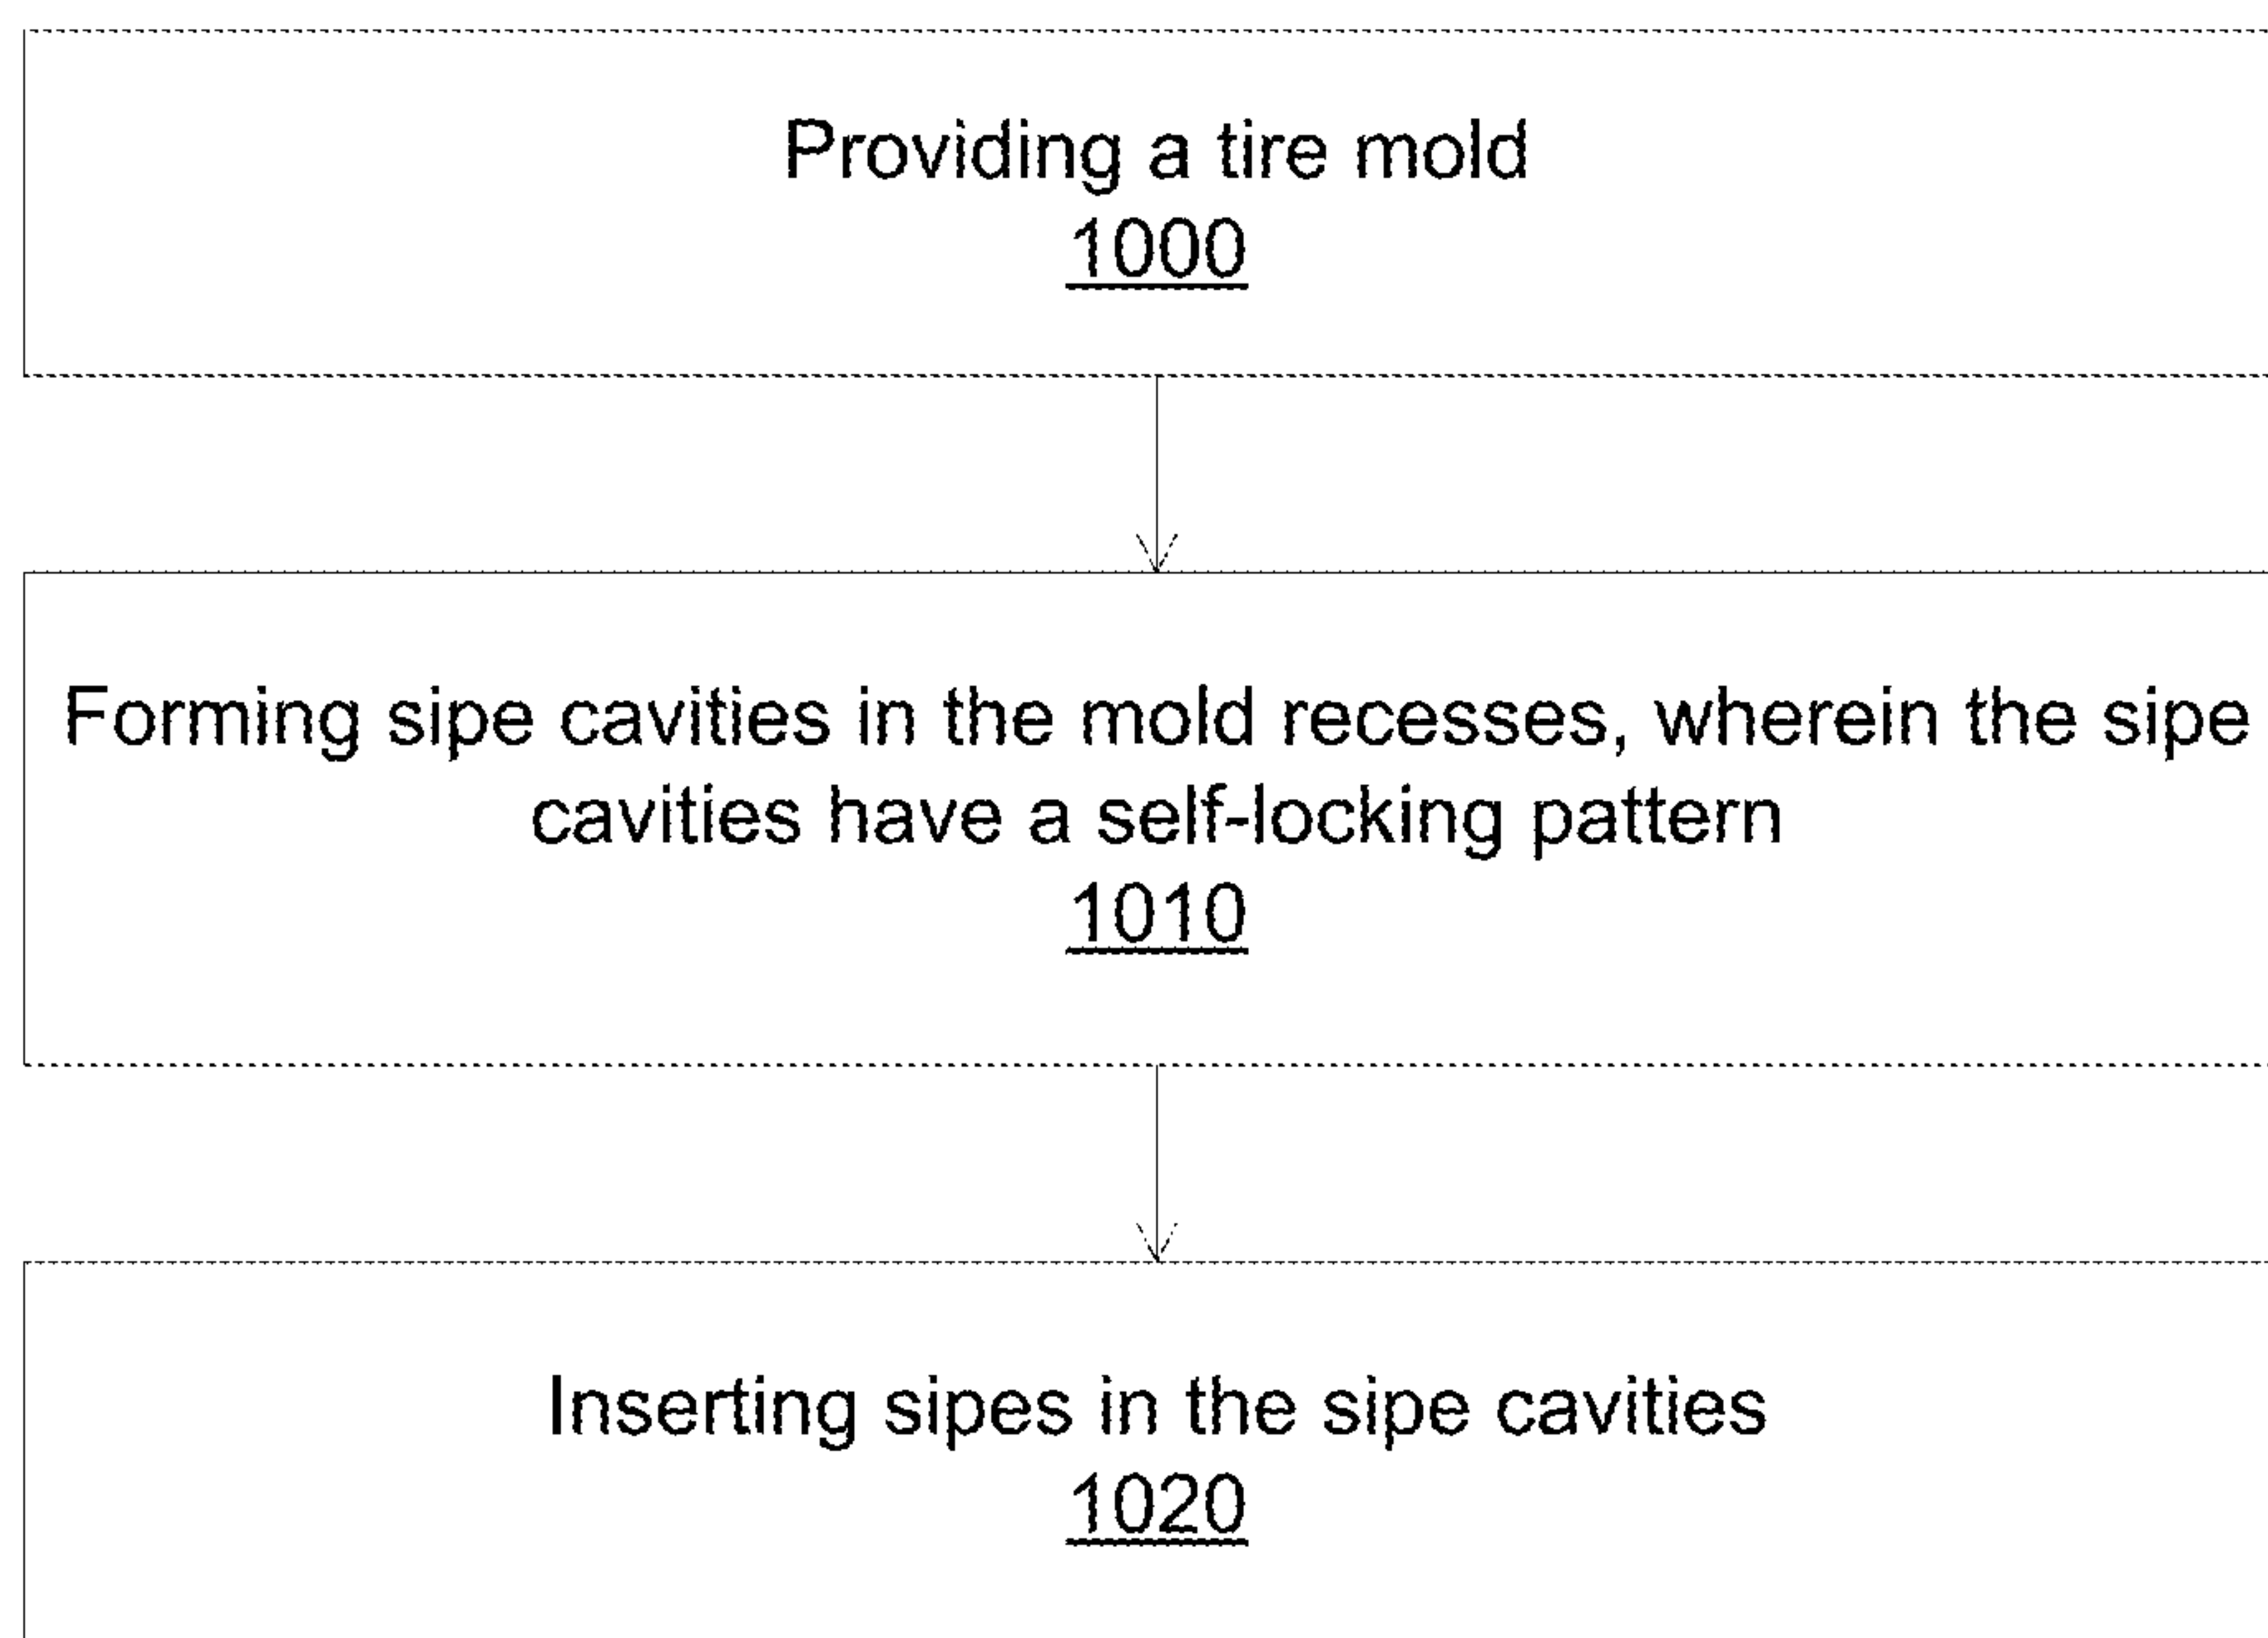 Providing a tire mold
1000
Forming sipe cavities in the mold recesses, wherein the sipe
cavities have a self-locking pattern
1010
Inserting sipes in the sipe cavities
1020